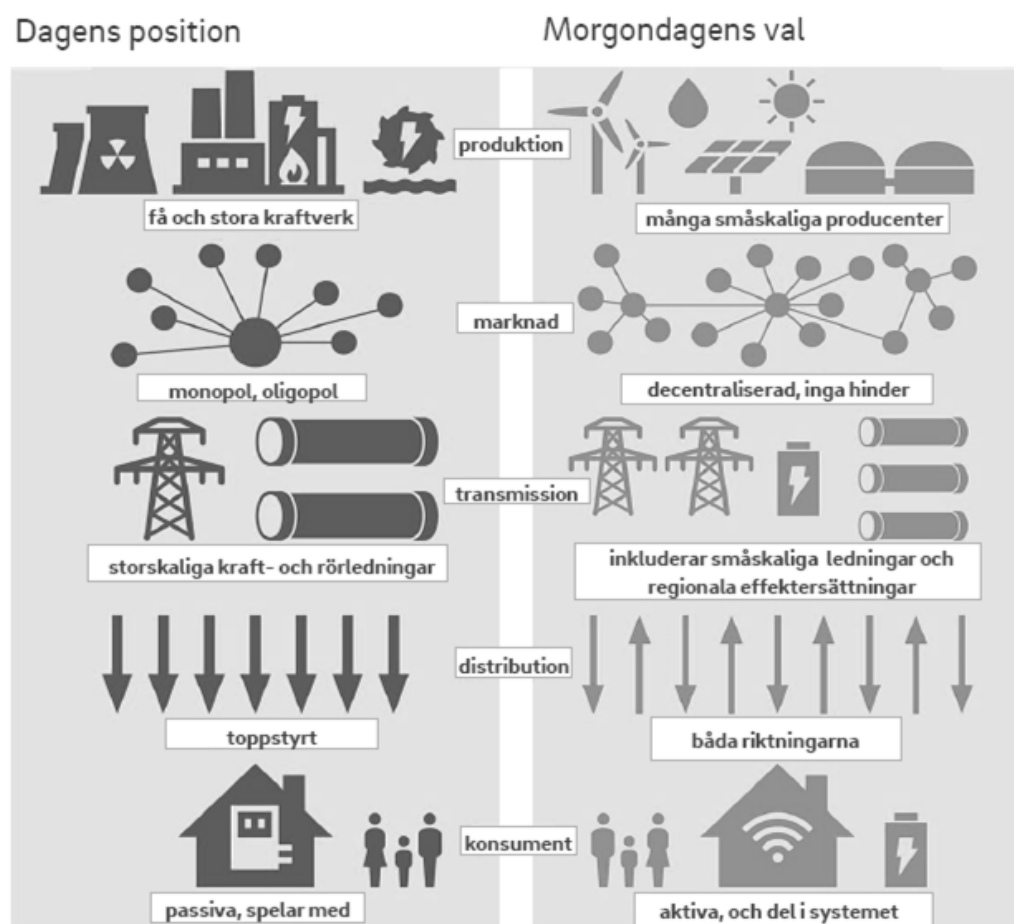 Dagens position
Morgondagens val
produktion
få och stora kraftverk
många småskaliga producenter
marknad
monopol, oligopol
decentraliserad, inga hinder
transmission
storskaliga kraft- och rörledningar
inkluderar småskaliga ledningar och
regionala effektersättningar
distribution
toppstyrt
båda riktningarna
konsument
passiva, spelar med
aktiva, och del i systemet